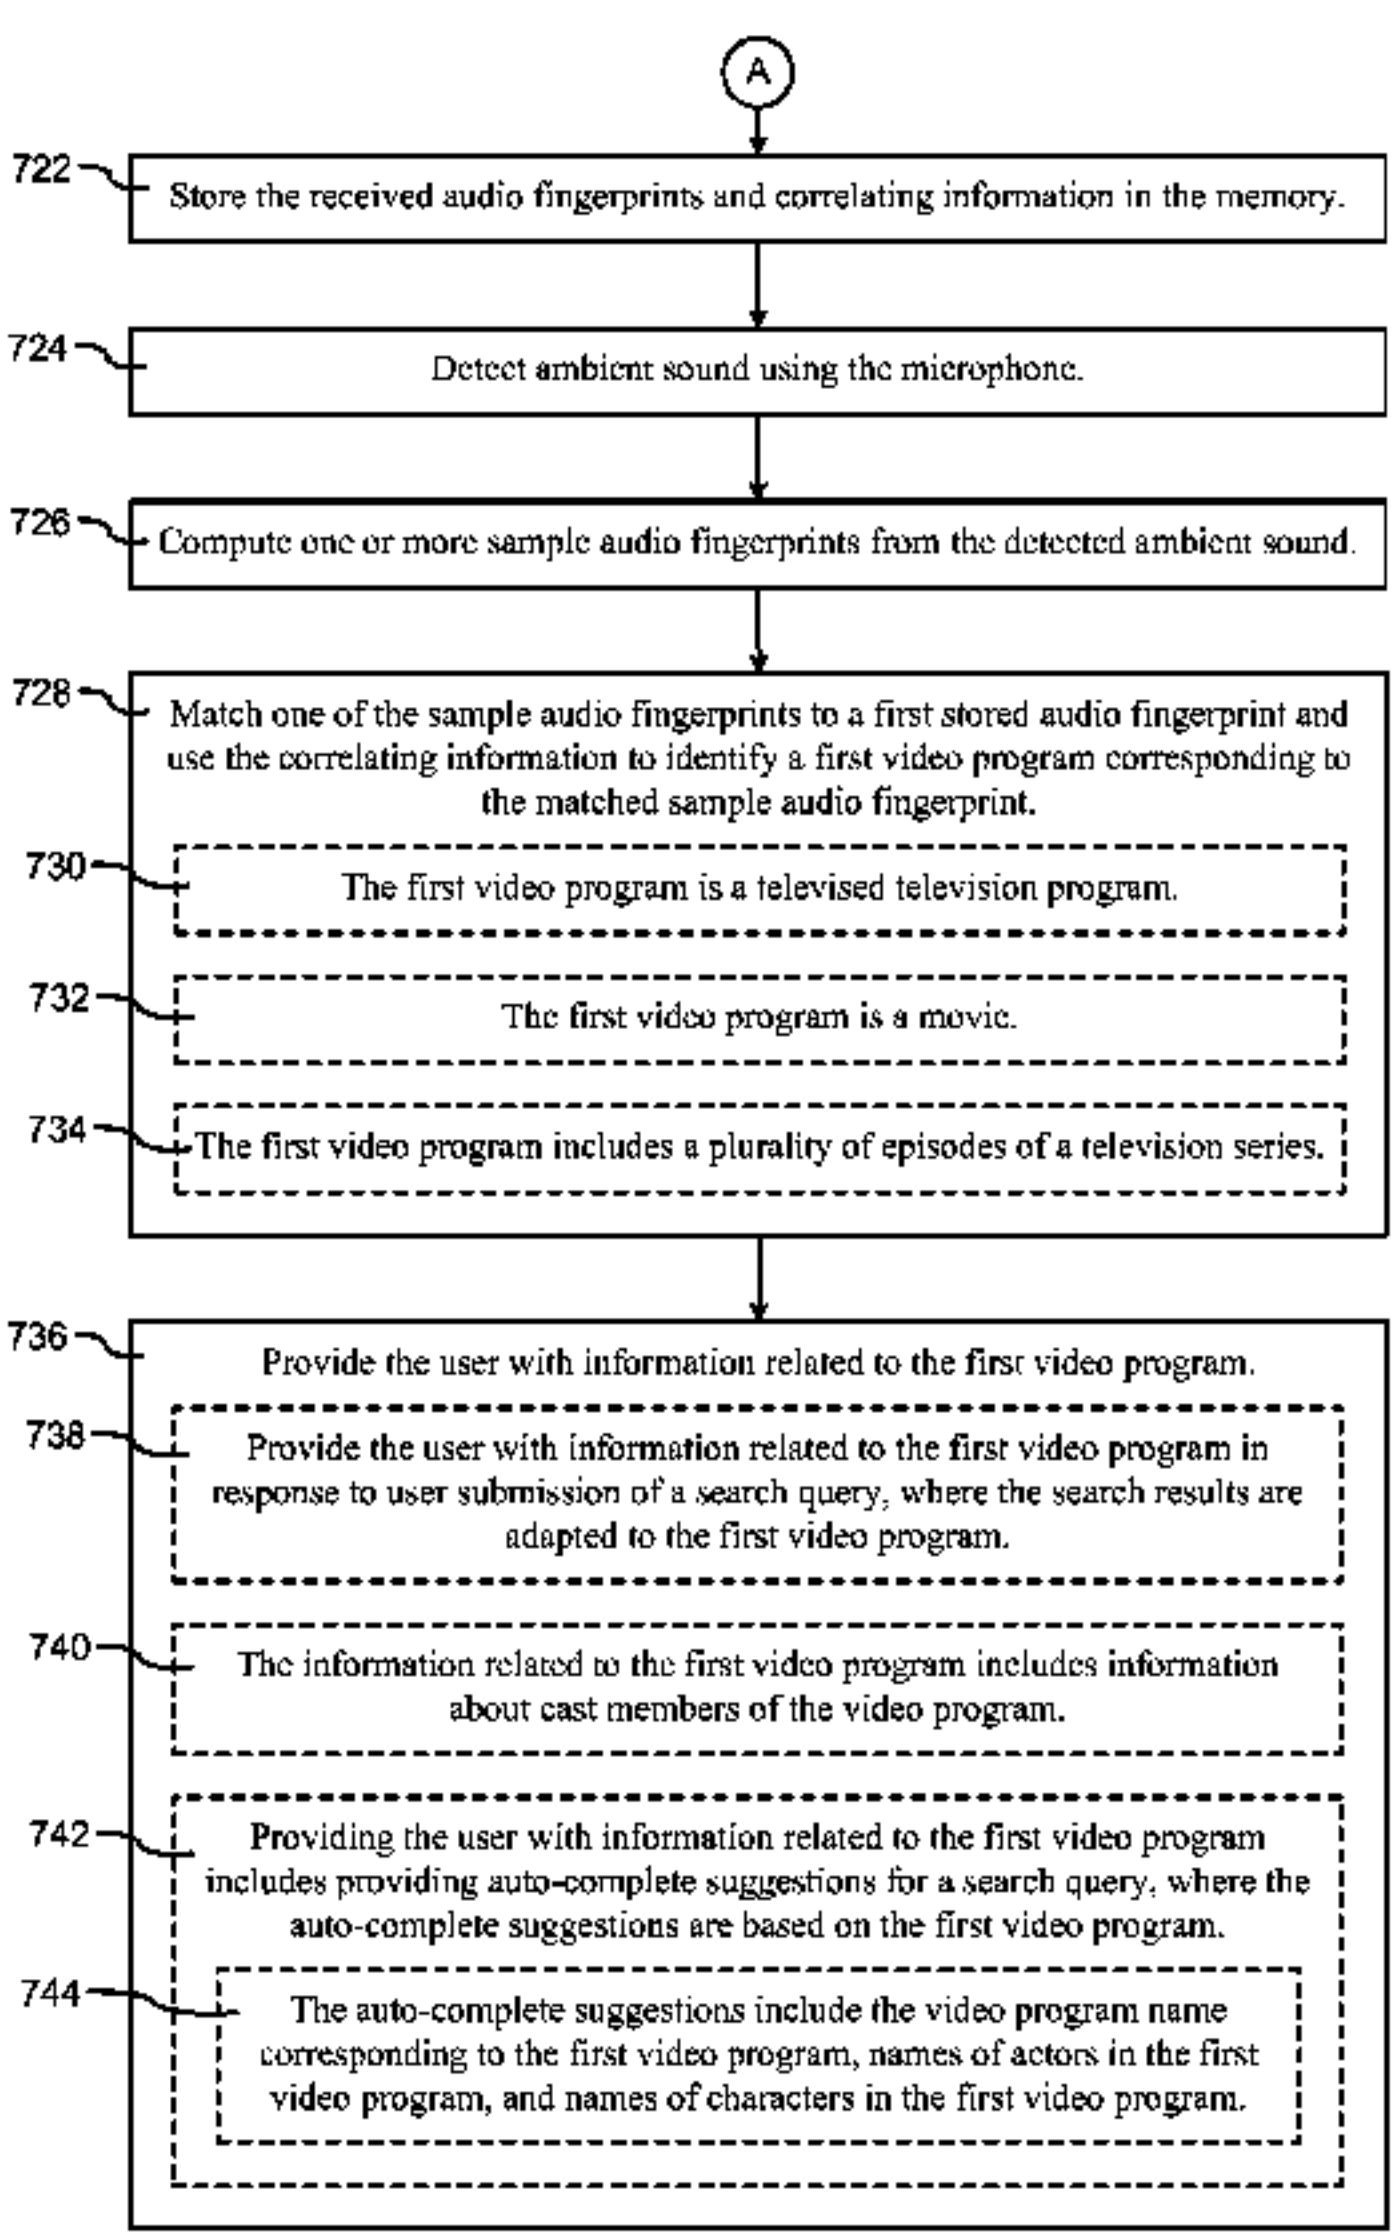 A
722
Store the received audio fingerprints and correlating information in the memory.
724
Detect ambient sound using the microphone.
726
Compute one or more sample audio fingerprints from the detected ambient sound.
728
Match one of the sample audio fingerprints to a first stored audio fingerprint and
use the correlating information to identify a first video program corresponding to
the matched sample audio fingerprint.
730
The first video program is a televised television program.
732
The first video program is a movie.
734
The first video program includes a plurality of episodes of a television series.
736
Provide the user with information related to the first video program.
738
Provide the user with information related to the first video program in
response to user submission of a search query, where the search results are
adapted to the first video program.
740
The information related to the first video program includes information
about cast members of the video program.
742
Providing the user with information related to the first video program
includes providing auto-complete suggestions for a search query, where the
auto-complete suggestions are based on the first video program.
744
The auto-complete suggestions include the video program name
corresponding to the first video program, names of actors in the first
video program, and names of characters in the first video program.